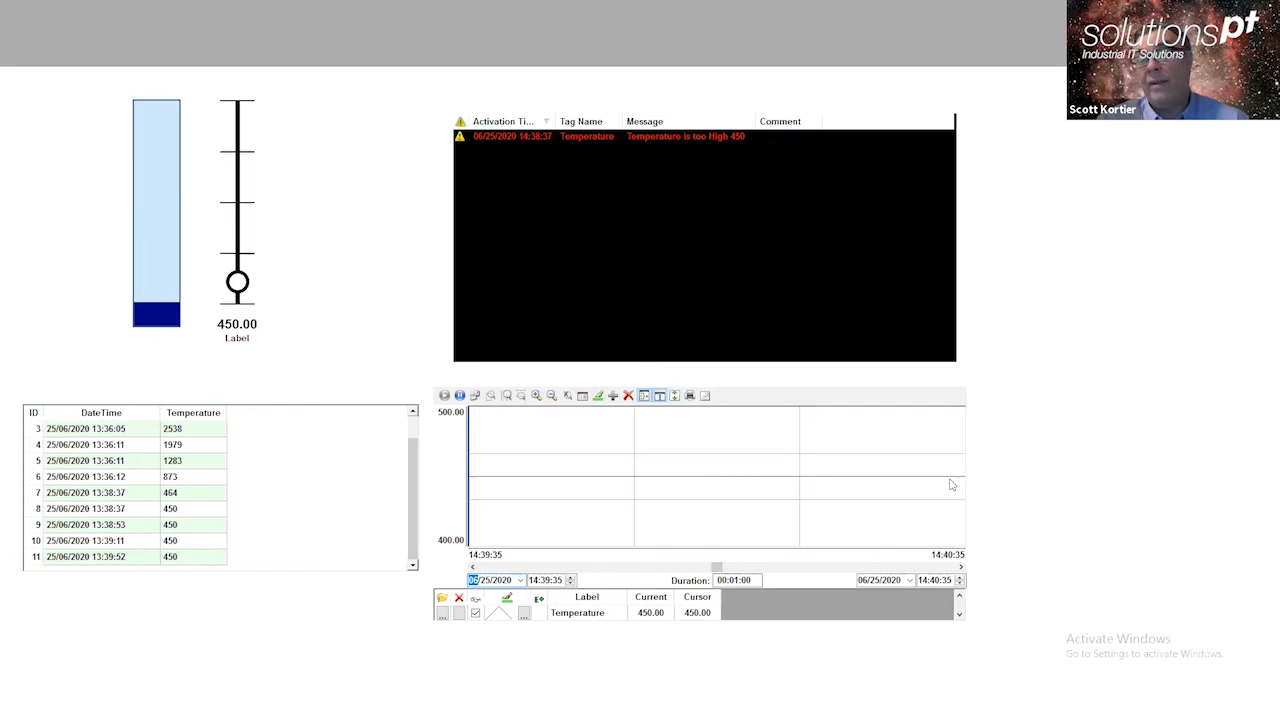 solutionspt
Industrial IT Solutions
Scott Kortier
Activation Ti... Tag Name Message Comment
06/25/2020 14:38:37 Temperature Temperature is too High 450
450.00
Label
ID DateTime Temperature
3 25/06/2020 13:36:05 2538
4 25/06/2020 13:36:11 1979
5 25/06/2020 13:36:11 1283
6 25/06/2020 13:36:12 873
7 25/06/2020 13:38:37 464
8 25/06/2020 13:38:37 450
9 25/06/2020 13:38:53 450
10 25/06/2020 13:39:11 450
11 25/06/2020 13:39:52 450
500.00
400.00
14:39:35 14:40:35
06/25/2020 14:39:35 Duration: 00:01:00 06/25/2020 14:40:35
Label Current Cursor
... ... Temperature 450.00 450.00
Activate Windows
Go to Settings to activate Windows.